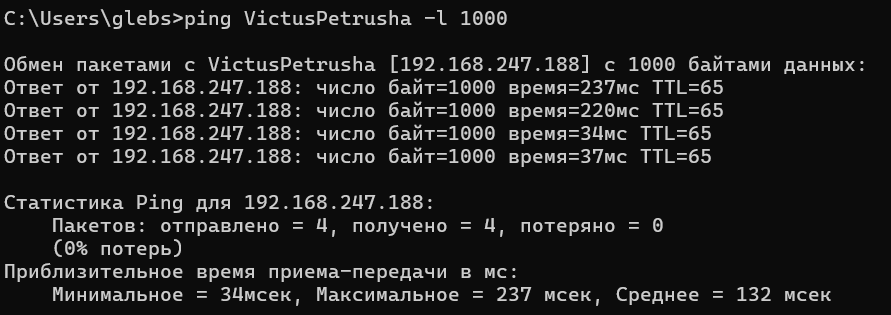 C:\Users\glebs>ping VictusPetrusha -l 1000
Обмен пакетами с VictusPetrusha [192.168.247.188] с 1000 байтами данных:
Ответ от 192.168.247.188: число байт=1000 время=237мс TTL=65
Ответ от 192.168.247.188: число байт=1000 время=220мс TTL=65
Ответ от 192.168.247.188: число байт=1000 время=34мс TTL=65
Ответ от 192.168.247.188: число байт=1000 время=37мс TTL=65
Статистика Ping для 192.168.247.188:
    Пакетов: отправлено = 4, получено = 4, потеряно = 0
    (0% потерь)
Приблизительное время приема-передачи в мс:
    Минимальное = 34мсек, Максимальное = 237 мсек, Среднее = 132 мсек